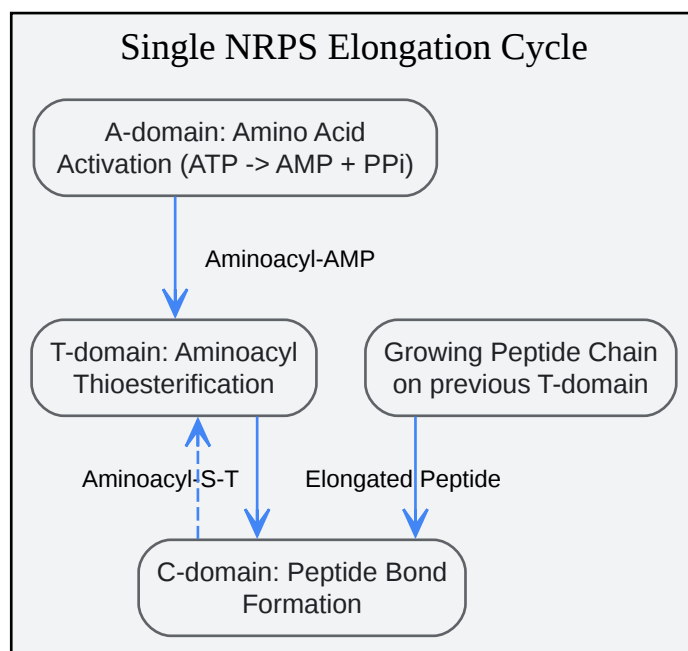 Single NRPS Elongation Cycle
A-domain: Amino Acid
Activation (ATP -> AMP + PPi)
Aminoacyl-AMP
T-domain: Aminoacyl
Thioesterification
Growing Peptide Chain
on previous T-domain
Aminoacyl-S-T
Elongated Peptide
C-domain: Peptide Bond
Formation